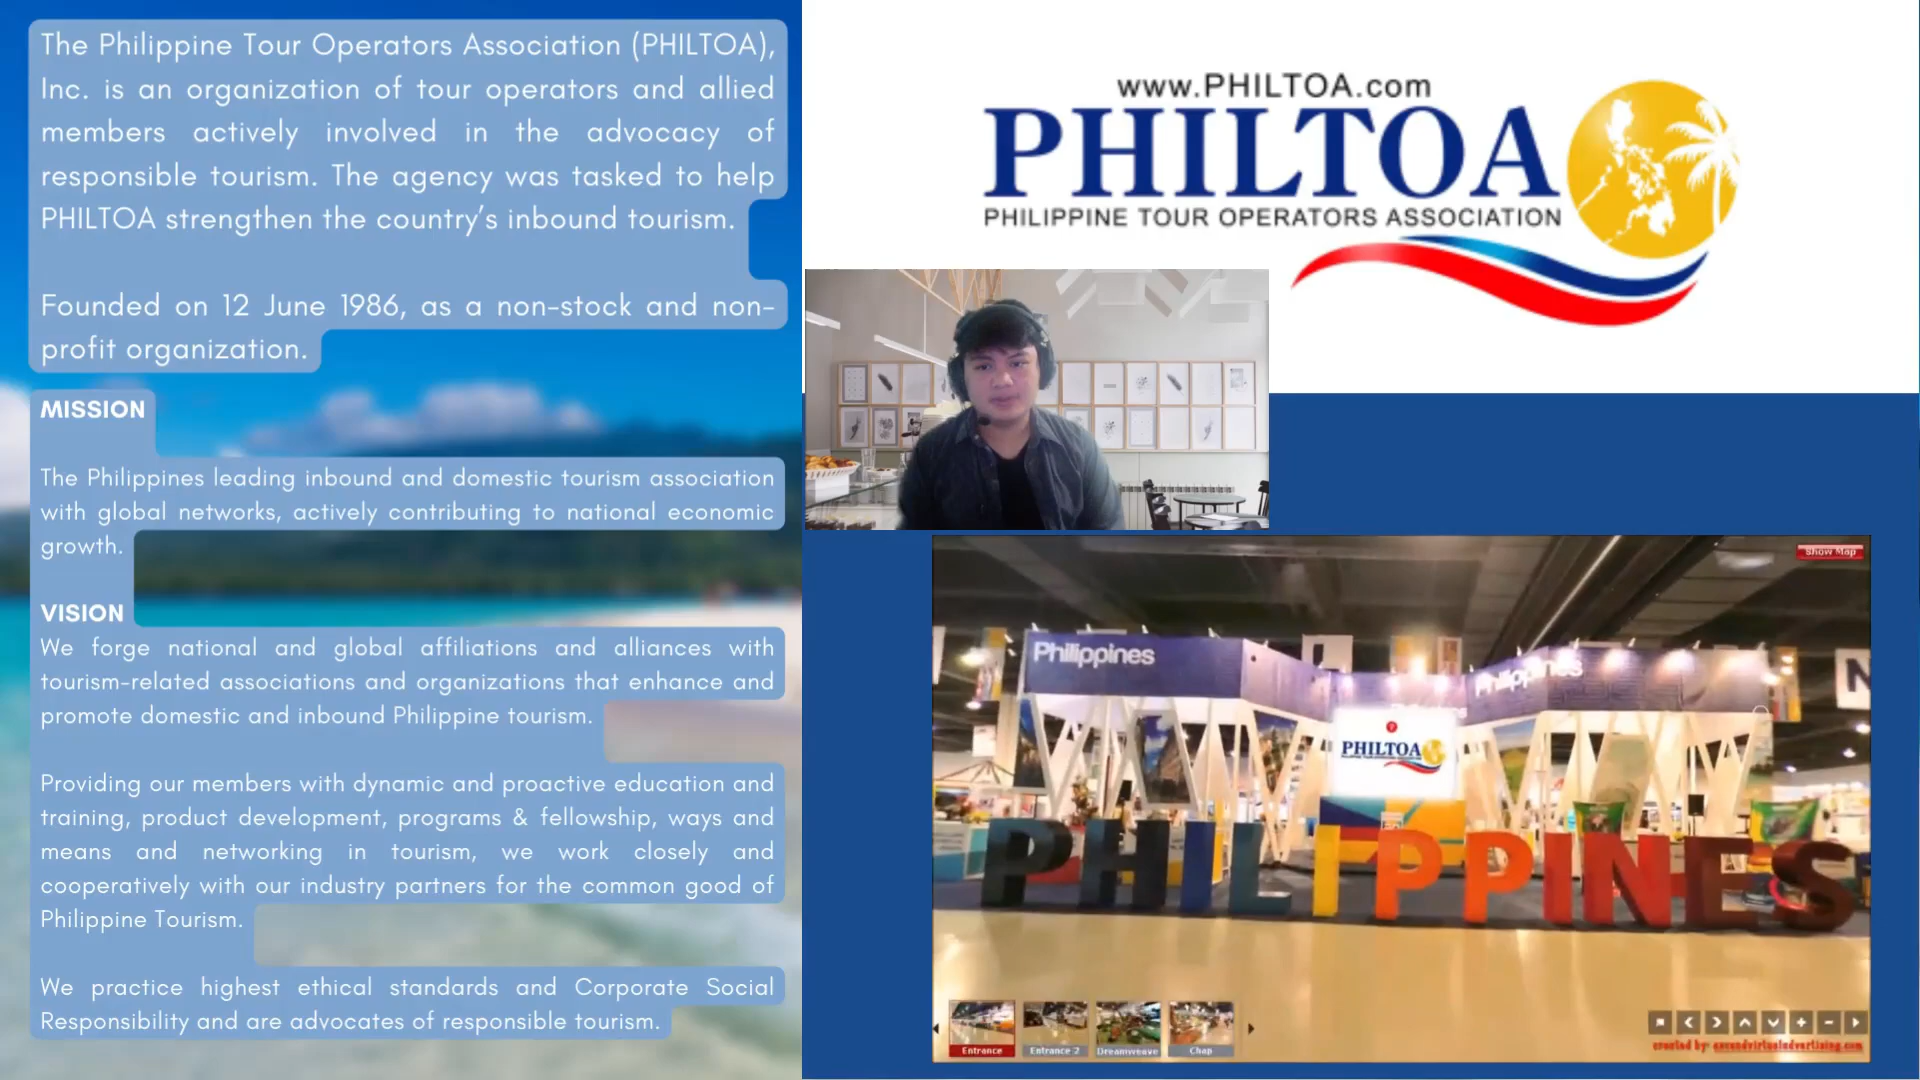 The Philippine Tour Operators Association (PHILTOA),
Inc. is an organization of tour operators and allied
members actively involved in the advocacy of
responsible tourism. The agency was tasked to help
PHILTOA strengthen the country's inbound tourism.
Founded on 12 June 1986, as a non-stock and non-
profit organization.
MISSION
The Philippines leading inbound and domestic tourism association
with global networks, actively contributing to national economic
growth.
VISION
We forge national and global affiliations and alliances with
tourism-related associations and organizations that enhance and
promote domestic and inbound Philippine tourism.
Providing our members with dynamic and proactive education and
training, product development, programs & fellowship, ways and
means and networking in tourism, we work closely and
cooperatively with our industry partners for the common good of
Philippine Tourism.
We practice highest ethical standards and Corporate Social
Responsibility and are advocates of responsible tourism.
www.PHILTOA.com
PHILTOA
PHILIPPINE TOUR OPERATORS ASSOCIATION
Show Map
Philippines
Philippines
N
PHILTOA
PHILIPPINES
Entrance
Entrance 2
Dreamweave
Chap
created by: